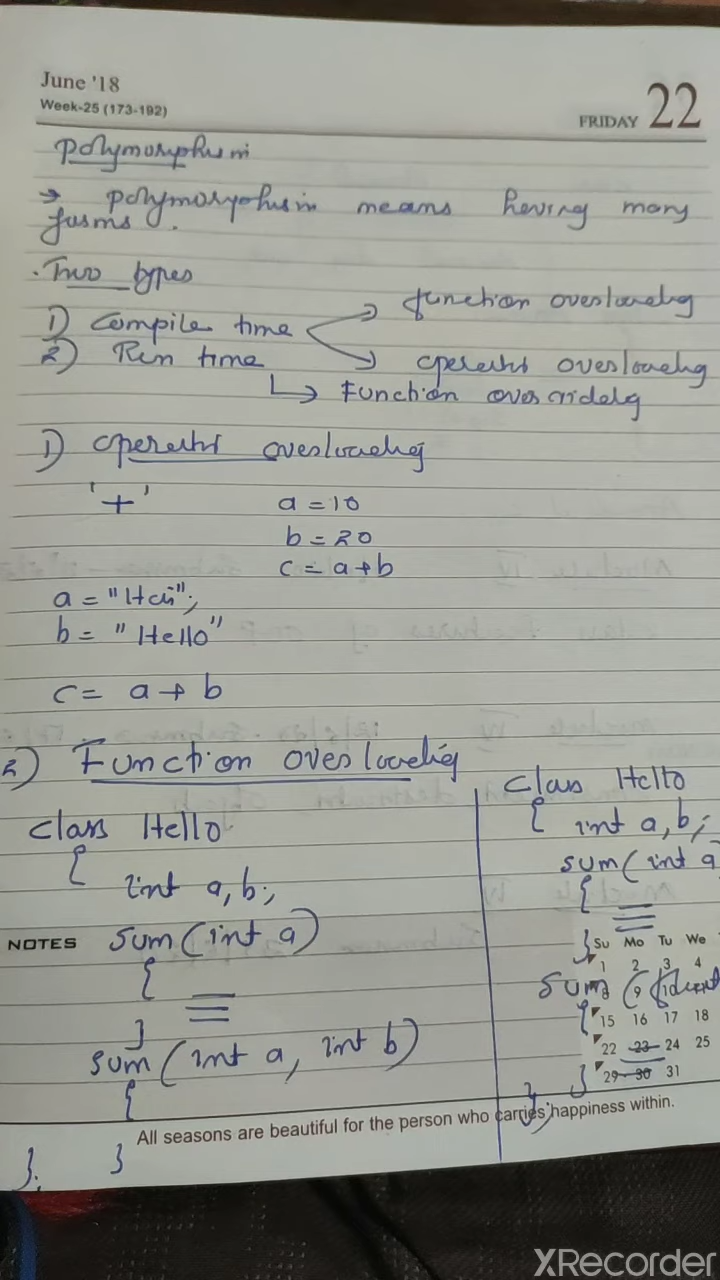 June '18
Week-25 (173-192)
FRIDAY 22
polymorphism
→ polymorphism means having many
forms.
. Two types
1) Compile time → function overloading
2) Run time → operator overloading
↳ Function overriding
1) operator overloading
'+' a = 10
b = 20
c = a + b
a = "Hai";
b = "Hello"
c = a + b
2) Function overloading
class Hello
{
int a, b;
sum (int a)
{
}
sum (int a, int b)
{
}
};
class Hello
{ int a, b;
sum (int a
{
}
sum (
{
}
};
NOTES
Su Mo Tu We
1 2 3 4
8 9 10
15 16 17 18
22 23 24 25
29 30 31
All seasons are beautiful for the person who carries happiness within.
XRecorder